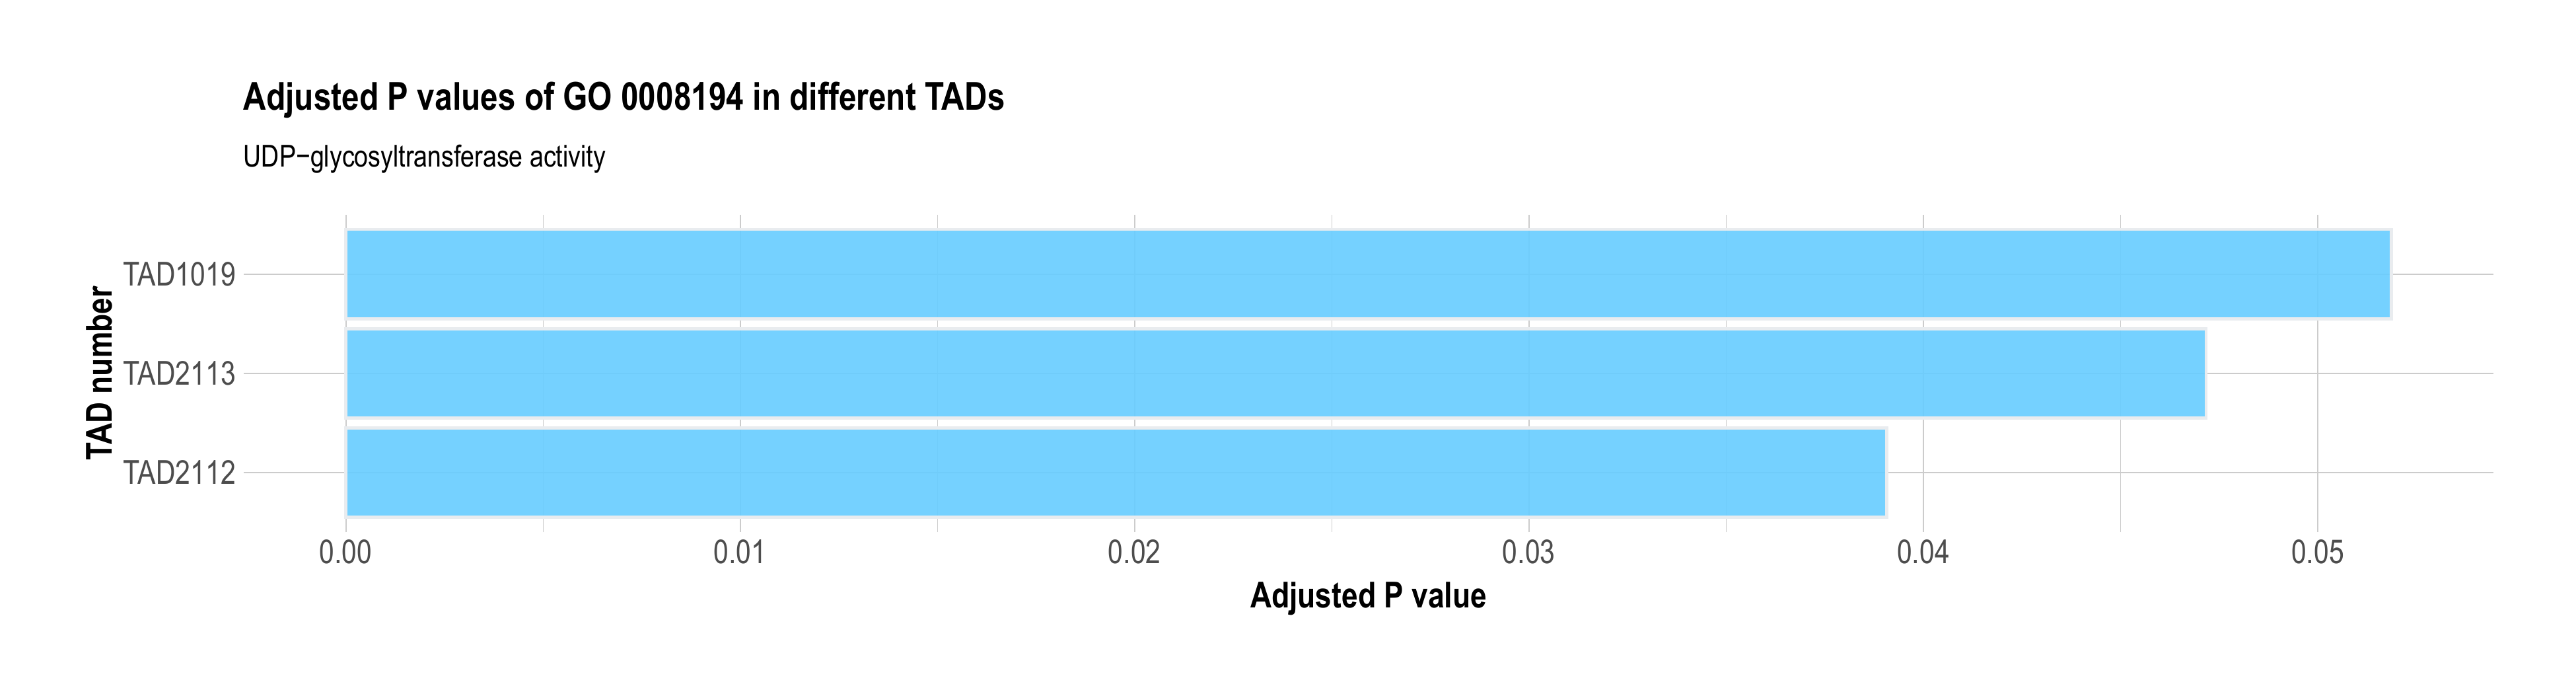 Adjusted P values of GO 0008194 in different TADs
UDP−glycosyltransferase activity
TAD number
TAD1019
TAD2113
TAD2112
0.00 0.01 0.02 0.03 0.04 0.05
Adjusted P value